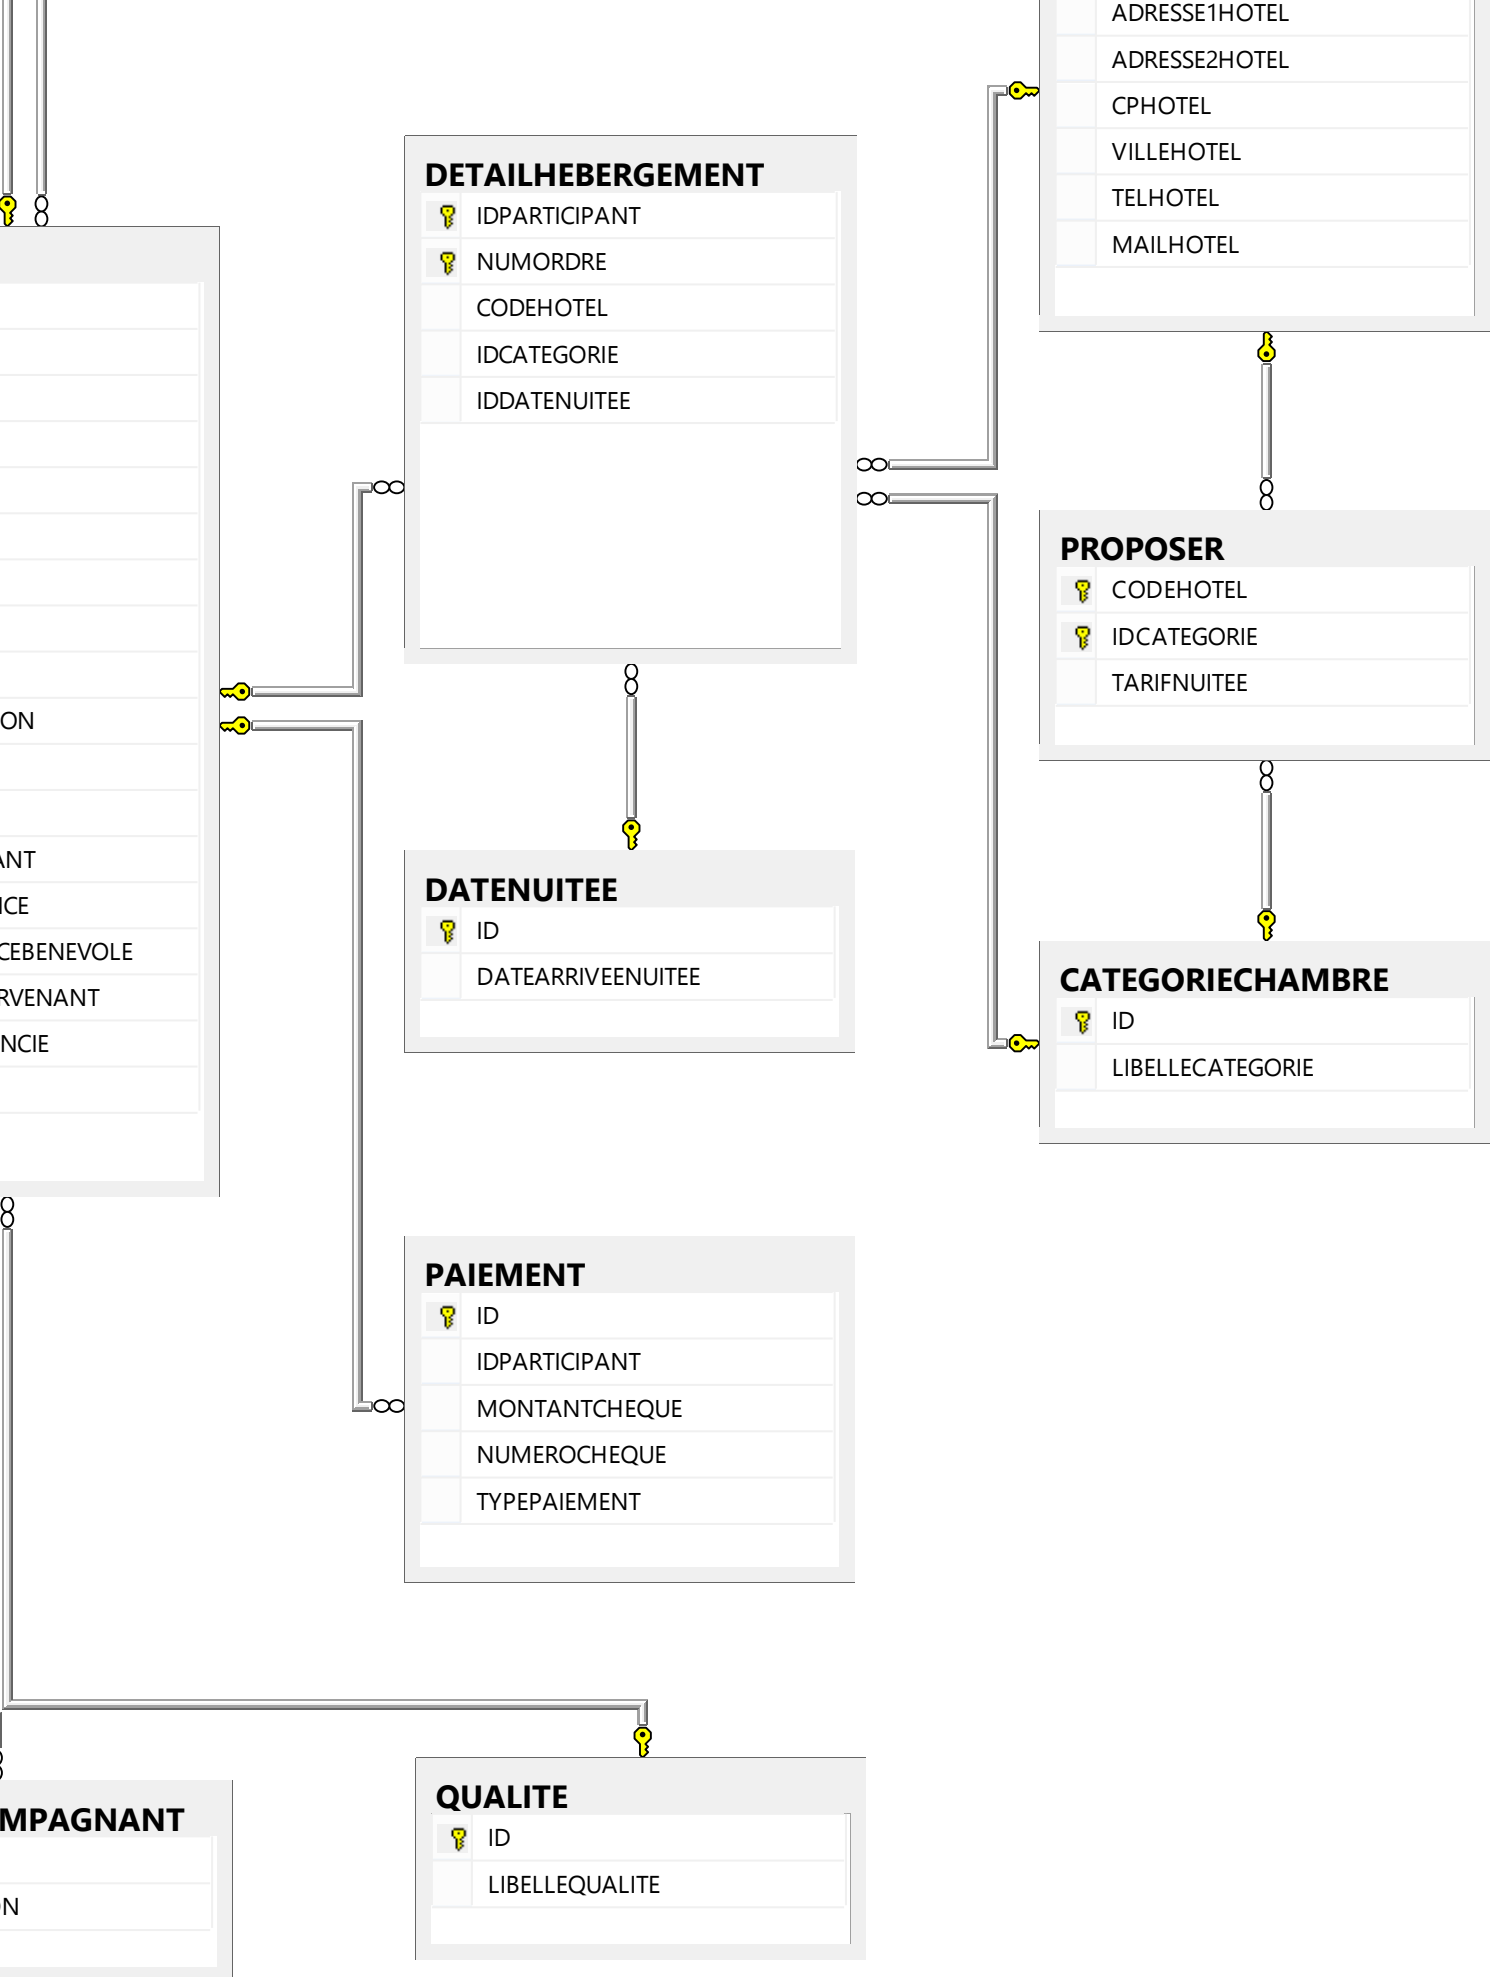 ADRESSE1HOTEL
ADRESSE2HOTEL
CPHOTEL
VILLEHOTEL
TELHOTEL
MAILHOTEL
DETAILHEBERGEMENT
IDPARTICIPANT
NUMORDRE
CODEHOTEL
IDCATEGORIE
IDDATENUITEE
PROPOSER
CODEHOTEL
IDCATEGORIE
TARIFNUITEE
ON
ANT
ICE
CEBENEVOLE
RVENANT
NCIE
DATENUITEE
ID
DATEARRIVEENUITEE
CATEGORIECHAMBRE
ID
LIBELLECATEGORIE
PAIEMENT
ID
IDPARTICIPANT
MONTANTCHEQUE
NUMEROCHEQUE
TYPEPAIEMENT
MPAGNANT
ON
QUALITE
ID
LIBELLEQUALITE